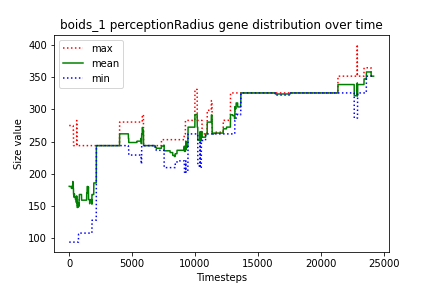 boids_1 perceptionRadius gene distribution over time
max
mean
min
400
350
300
250
200
150
100
Size value
0
5000
10000
15000
20000
25000
Timesteps